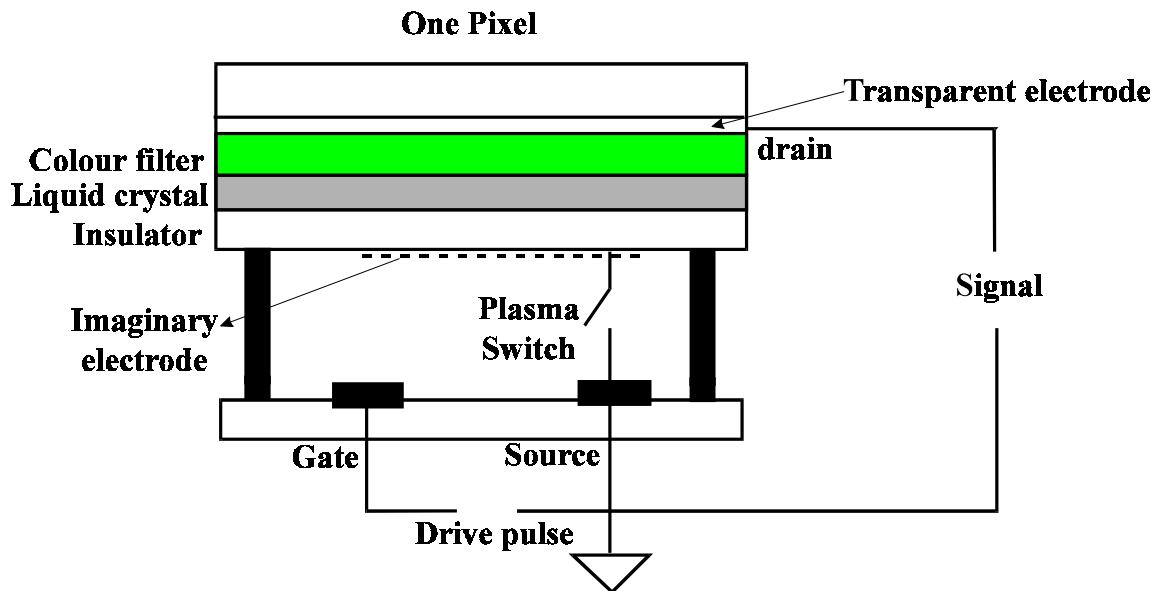 One Pixel
Transparent electrode
drain
Colour filter
Liquid crystal
Insulator
Signal
Plasma
Switch
Imaginary
electrode
Gate
Source
Drive pulse